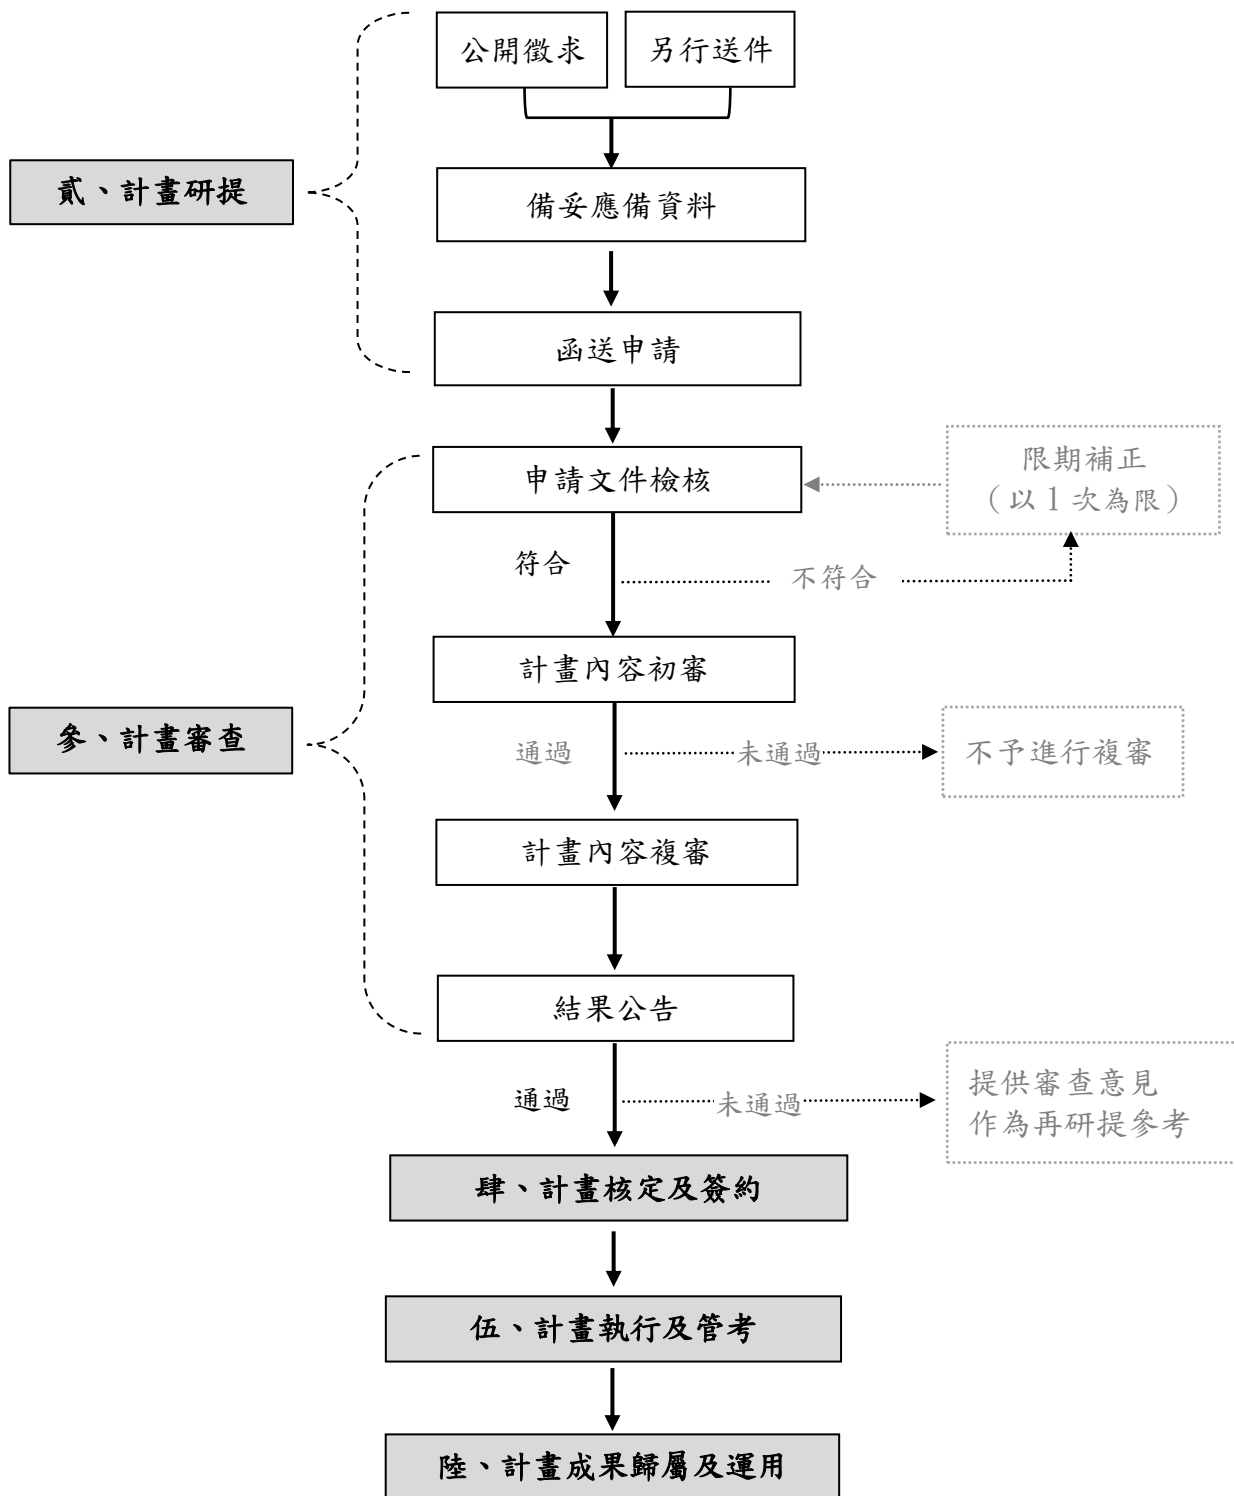 公開徵求
另行送件
貳、計畫研提
備妥應備資料
函送申請
申請文件檢核
限期補正
（以 1 次為限）
符合
不符合
計畫內容初審
參、計畫審查
通過
未通過
不予進行複審
計畫內容複審
結果公告
通過
未通過
提供審查意見
作為再研提參考
肆、計畫核定及簽約
伍、計畫執行及管考
陸、計畫成果歸屬及運用